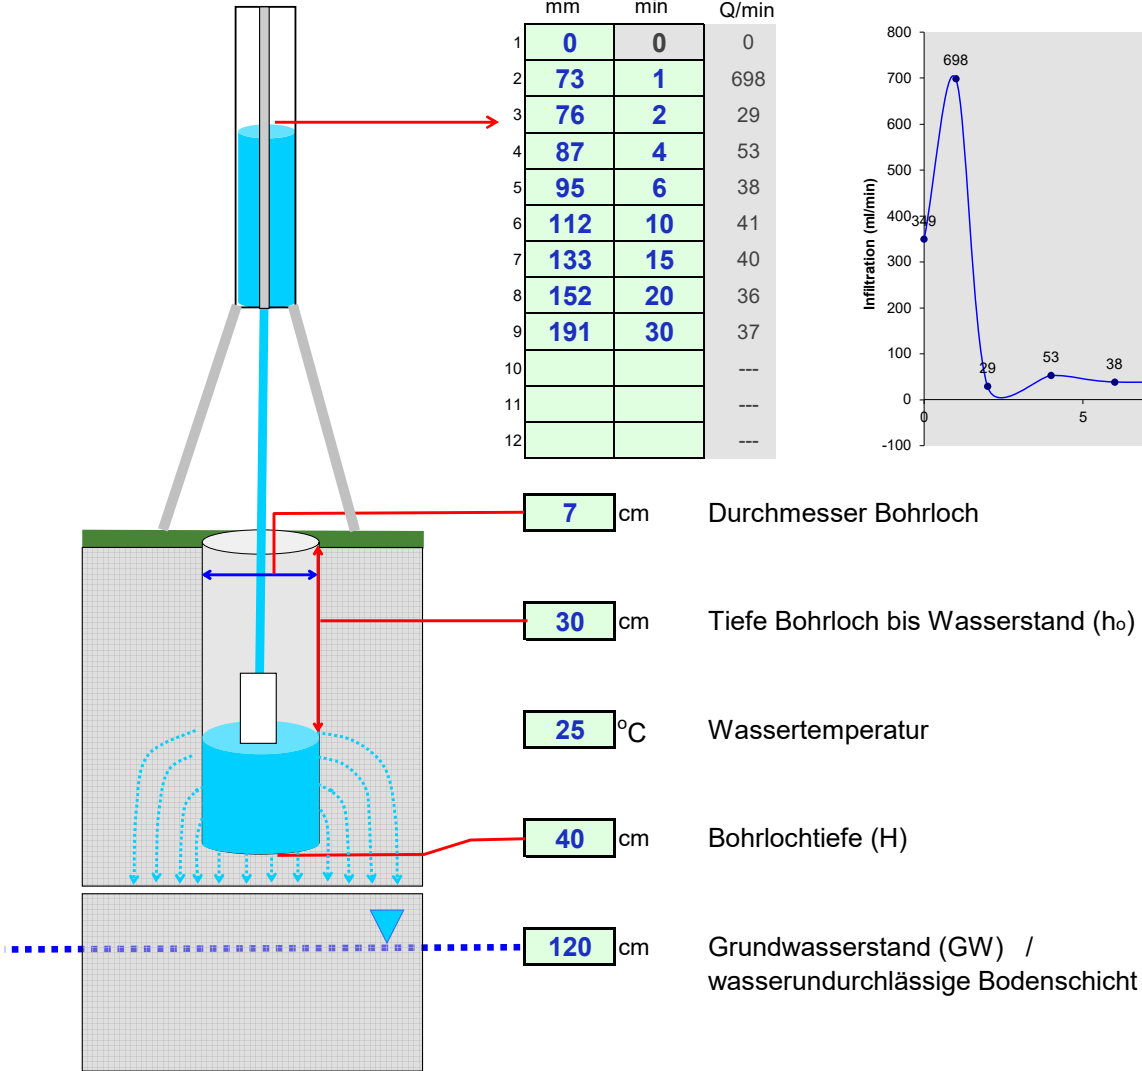 mm min Q/min
1 0 0 0
2 73 1 698
3 76 2 29
4 87 4 53
5 95 6 38
6 112 10 41
7 133 15 40
8 152 20 36
9 191 30 37
10 ---
11 ---
12 ---
800
700
600
500
400
300
200
100
0
-100
Infiltration (ml/min)
349
698
29
53
38
0 5
7 cm Durchmesser Bohrloch
30 cm Tiefe Bohrloch bis Wasserstand (ho)
25 °C Wassertemperatur
40 cm Bohrlochtiefe (H)
120 cm Grundwasserstand (GW) /
wasserundurchlässige Bodenschicht